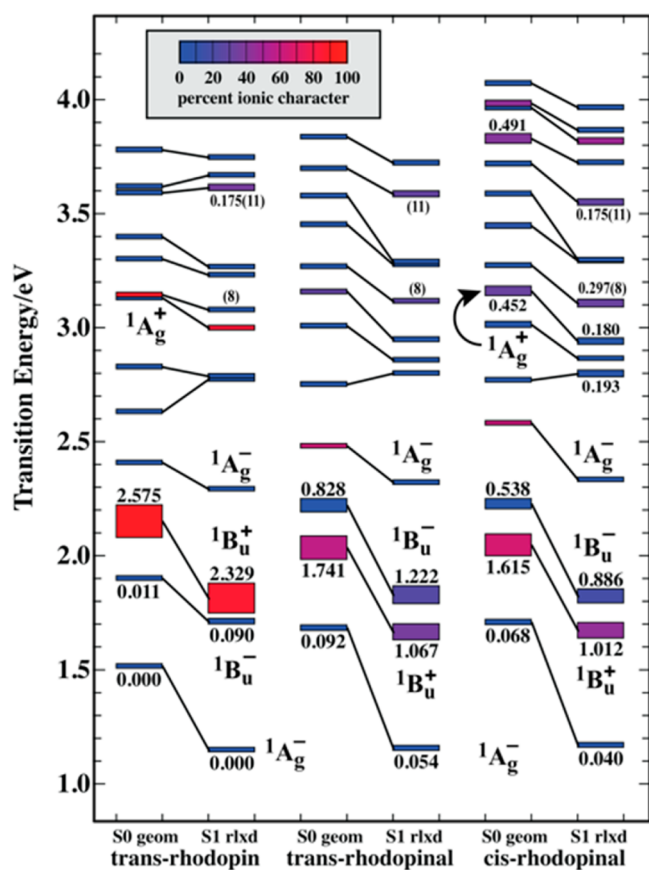 0 20 40 60 80 100
percent ionic character
Transition Energy/eV
4.0
3.5
3.0
2.5
2.0
1.5
1.0
0.175(11)
(8)
¹Ag⁺
¹Ag⁻
2.575
¹Bu⁺
2.329
0.011
0.090
¹Bu⁻
0.000
0.000
¹Ag⁻
(11)
(8)
¹Ag⁻
0.828
¹Bu⁻
1.741
1.222
0.092
1.067
¹Bu⁺
0.054
¹Ag⁻
0.491
0.175(11)
0.297(8)
0.452
0.180
¹Ag⁺
0.193
¹Ag⁻
0.538
¹Bu⁻
1.615
0.886
0.068
1.012
¹Bu⁺
0.040
S0 geom S1 rlxd S0 geom S1 rlxd S0 geom S1 rlxd
trans-rhodopin trans-rhodopinal cis-rhodopinal